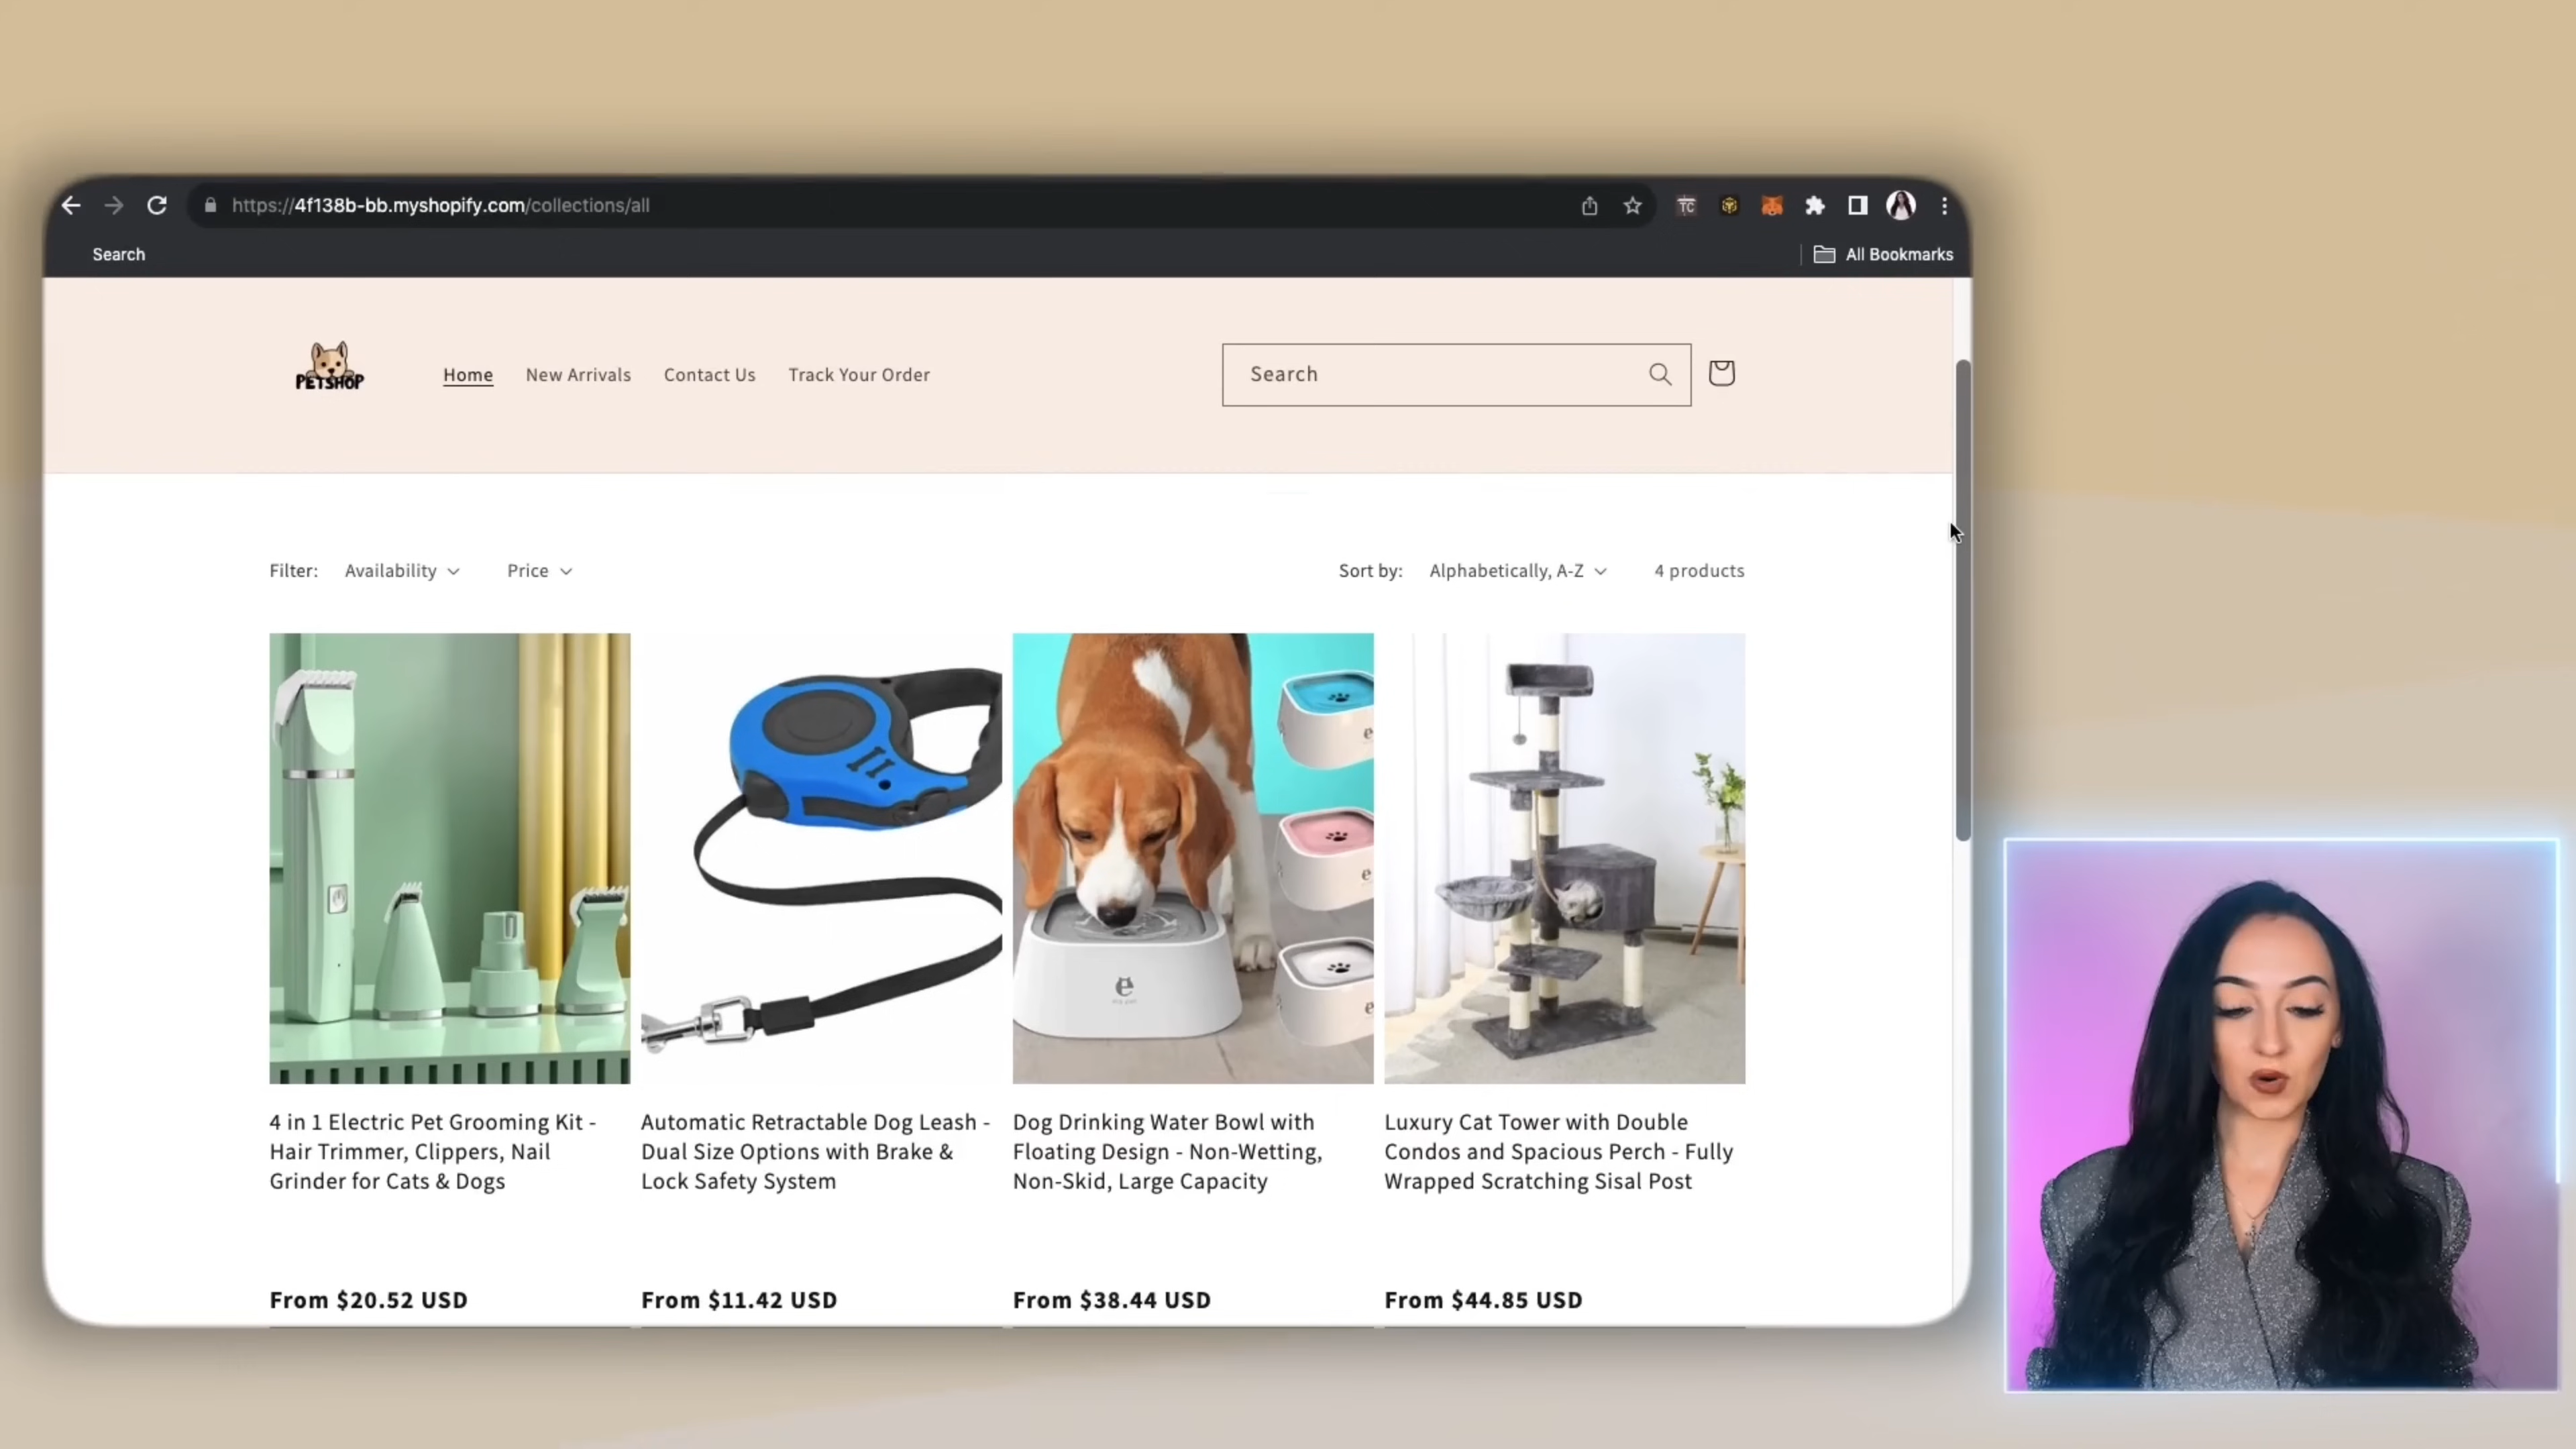 https://4f138b-bb.myshopify.com/collections/all
TC
Search
All Bookmarks
PETSHOP
Home
New Arrivals
Contact Us
Track Your Order
Search
Filter:
Availability
Price
Sort by:
Alphabetically, A-Z
4 products
4 in 1 Electric Pet Grooming Kit -
Hair Trimmer, Clippers, Nail
Grinder for Cats & Dogs
Automatic Retractable Dog Leash -
Dual Size Options with Brake &
Lock Safety System
Dog Drinking Water Bowl with
Floating Design - Non-Wetting,
Non-Skid, Large Capacity
Luxury Cat Tower with Double
Condos and Spacious Perch - Fully
Wrapped Scratching Sisal Post
From $20.52 USD
From $11.42 USD
From $38.44 USD
From $44.85 USD